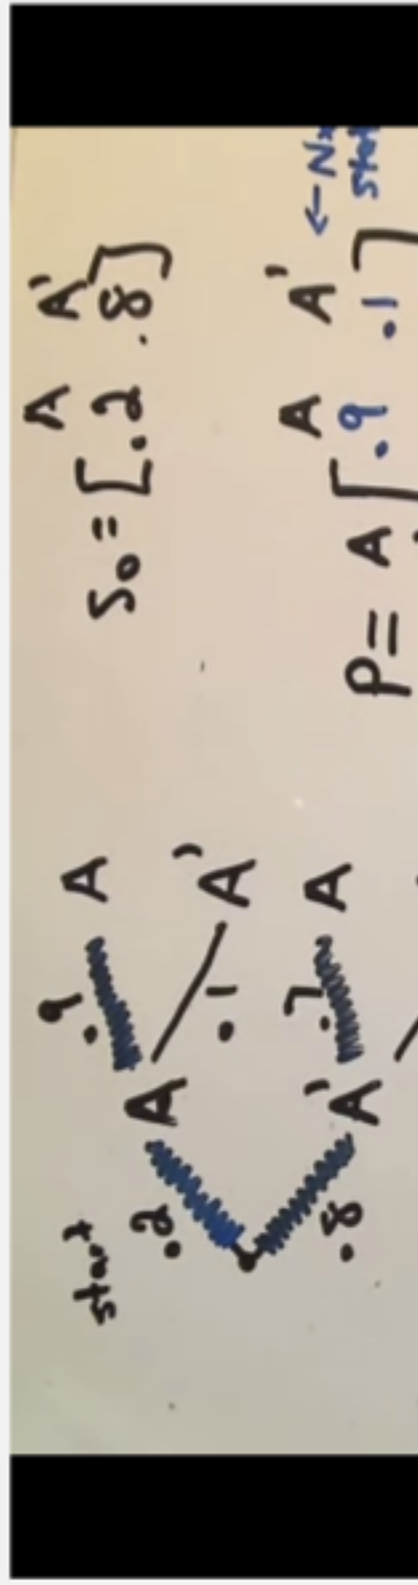 start
.2
.8
A
A'
.9
.1
.7
A
A'
A
A A'
S₀ = [.2 .8]
A A' ←
P = A [.9 .1]